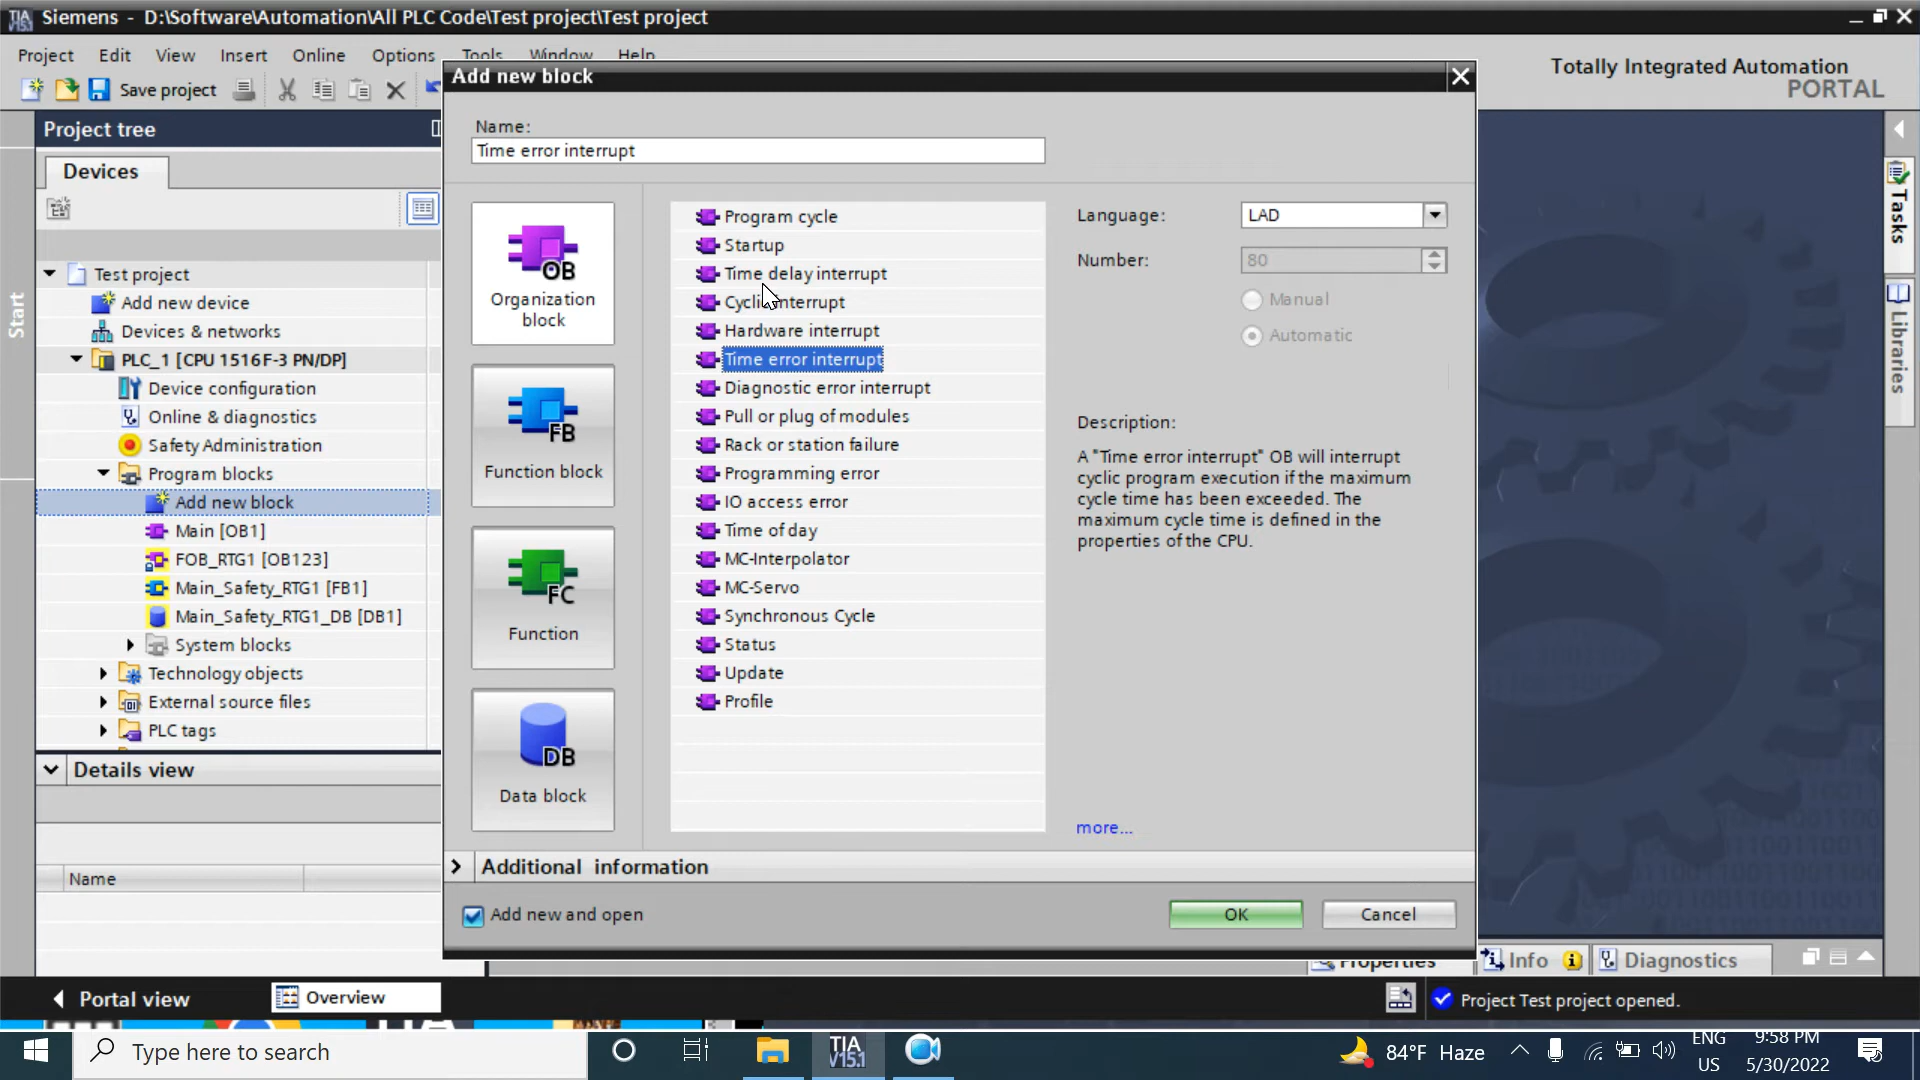 Siemens - D:\Software\Automation\All PLC Code\Test project\Test project
Project Edit View Insert Online Options Tools Window Help
Totally Integrated Automation
PORTAL
Save project
Add new block
Project tree
Devices
Start
Test project
Add new device
Devices & networks
PLC_1 [CPU 1516F-3 PN/DP]
Device configuration
Online & diagnostics
Safety Administration
Program blocks
Add new block
Main [OB1]
FOB_RTG1 [OB123]
Main_Safety_RTG1 [FB1]
Main_Safety_RTG1_DB [DB1]
System blocks
Technology objects
External source files
PLC tags
Details view
Name
Name:
Time error interrupt
OB
Organization
block
FB
Function block
FC
Function
DB
Data block
Program cycle
Startup
Time delay interrupt
Cyclic interrupt
Hardware interrupt
Time error interrupt
Diagnostic error interrupt
Pull or plug of modules
Rack or station failure
Programming error
IO access error
Time of day
MC-Interpolator
MC-Servo
Synchronous Cycle
Status
Update
Profile
Language: LAD
Number: 80
Manual
Automatic
Description:
A "Time error interrupt" OB will interrupt
cyclic program execution if the maximum
cycle time has been exceeded. The
maximum cycle time is defined in the
properties of the CPU.
more...
Additional information
Add new and open
OK
Cancel
Tasks
Libraries
Properties
Info
Diagnostics
Portal view
Overview
Project Test project opened.
Type here to search
TIA
V15.1
84°F Haze
ENG
US
9:58 PM
5/30/2022